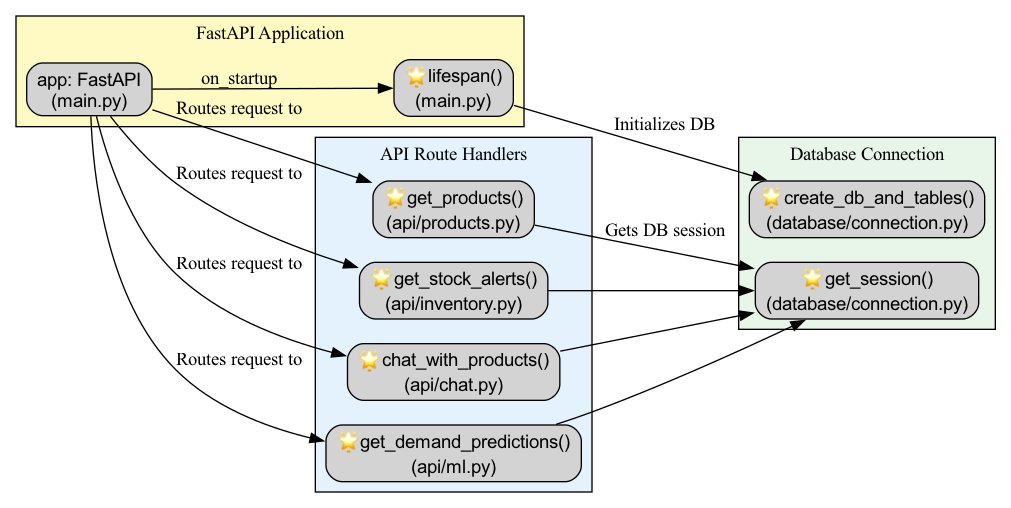 FastAPI Application
app: FastAPI
(main.py)
on_startup
🌟lifespan()
(main.py)
Routes request to
Initializes DB
API Route Handlers
Database Connection
🌟get_products()
(api/products.py)
🌟create_db_and_tables()
(database/connection.py)
Routes request to
Gets DB session
🌟get_stock_alerts()
(api/inventory.py)
🌟get_session()
(database/connection.py)
Routes request to
🌟chat_with_products()
(api/chat.py)
Routes request to
🌟get_demand_predictions()
(api/ml.py)